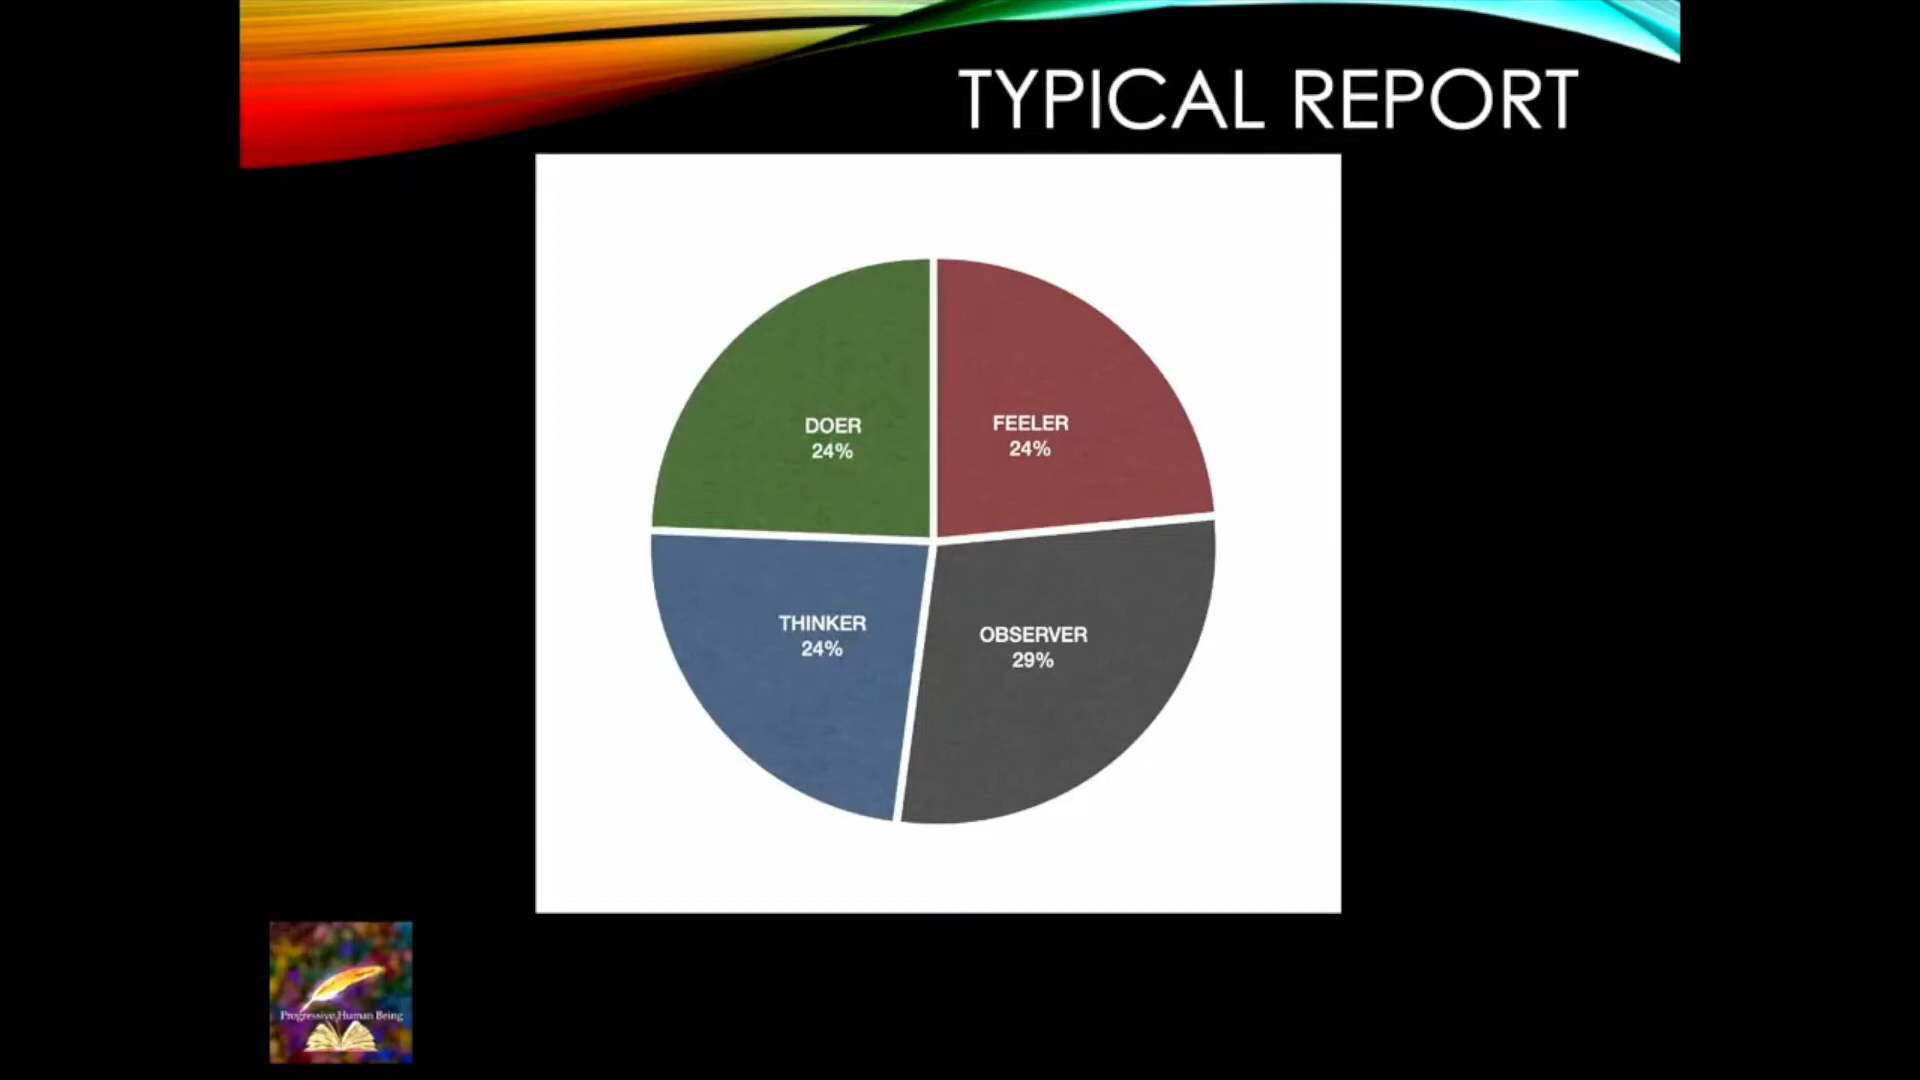 TYPICAL REPORT
DOER
24%
FEELER
24%
THINKER
24%
OBSERVER
29%
Progressive Human Being